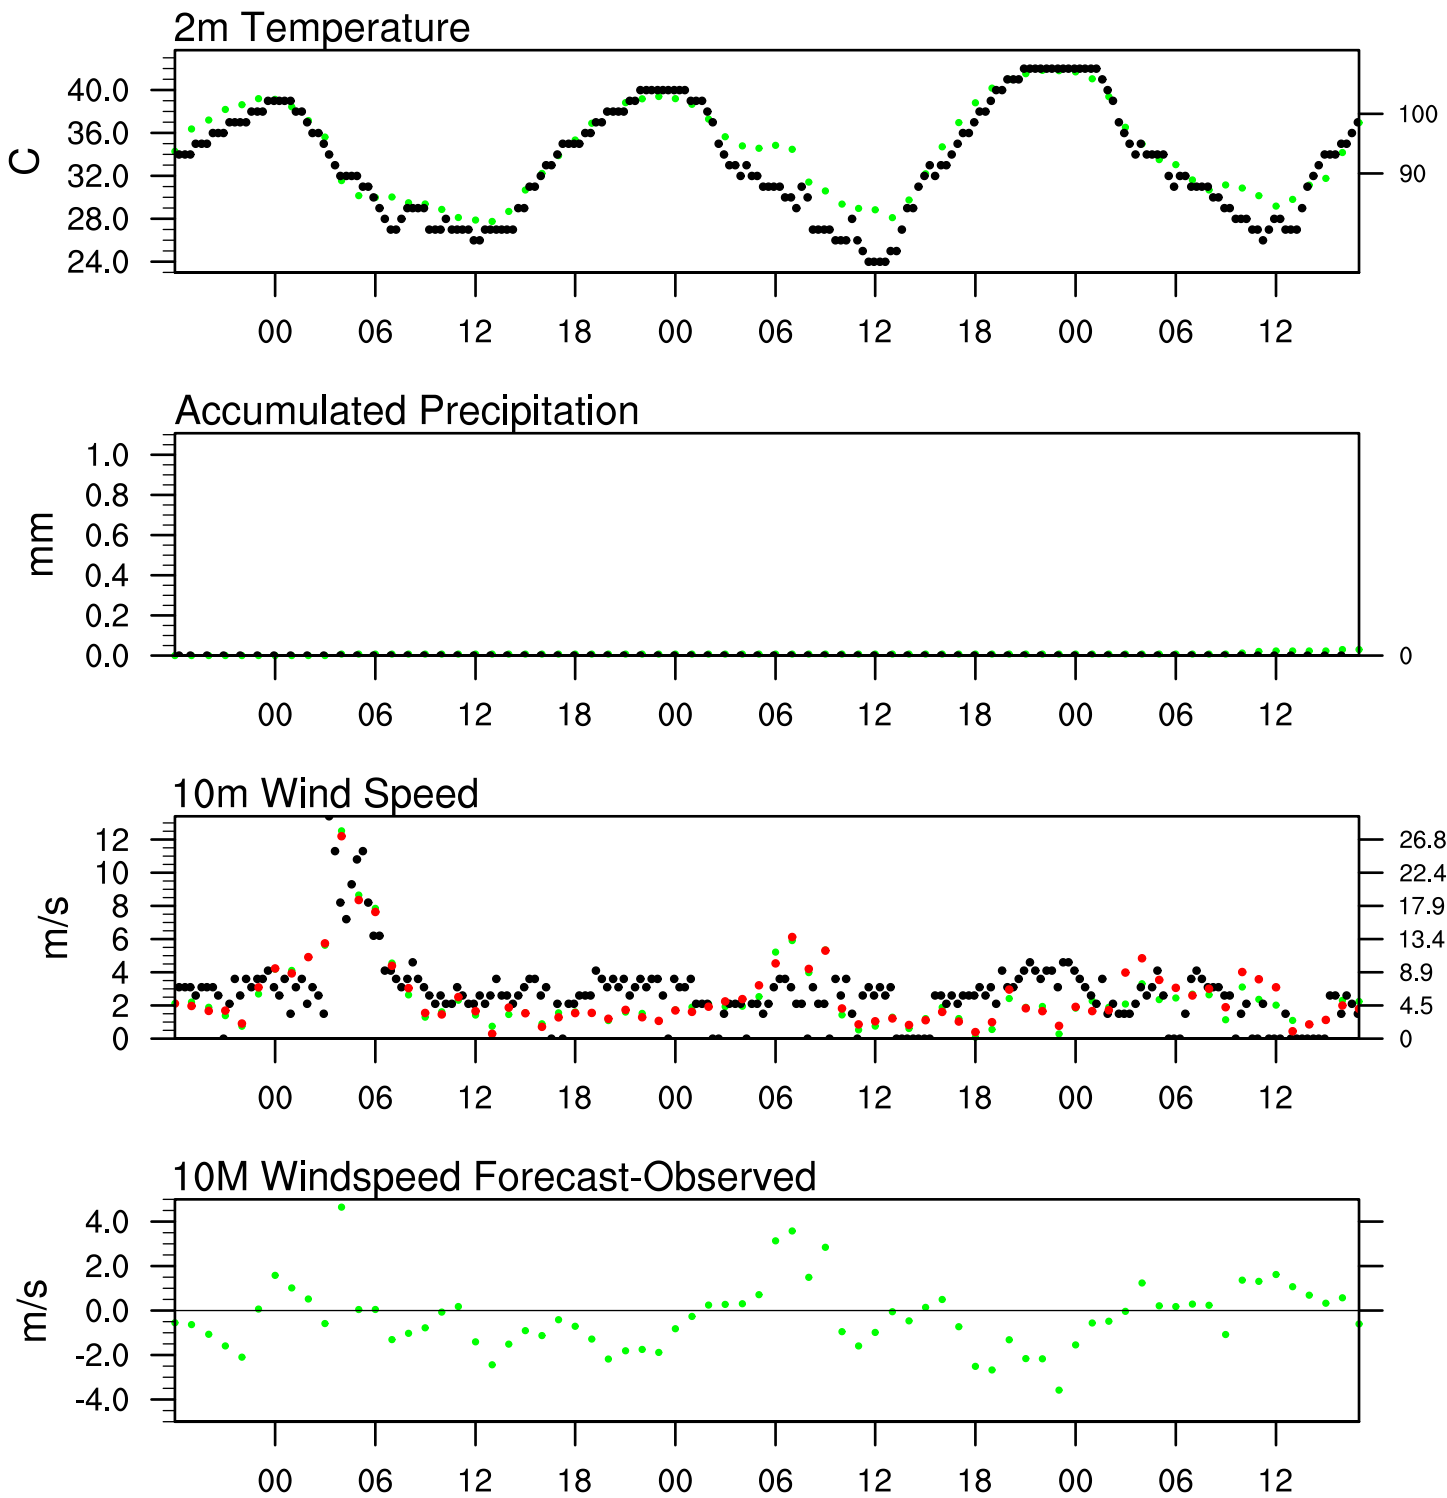 2m Temperature
40.0
36.0
32.0
28.0
24.0
C
100
90
00 06 12 18 00 06 12 18 00 06 12
Accumulated Precipitation
1.0
0.8
0.6
0.4
0.2
0.0
mm
0
00 06 12 18 00 06 12 18 00 06 12
10m Wind Speed
12
10
8
6
4
2
0
m/s
26.8
22.4
17.9
13.4
8.9
4.5
0
00 06 12 18 00 06 12 18 00 06 12
10M Windspeed Forecast-Observed
4.0
2.0
0.0
-2.0
-4.0
m/s
00 06 12 18 00 06 12 18 00 06 12